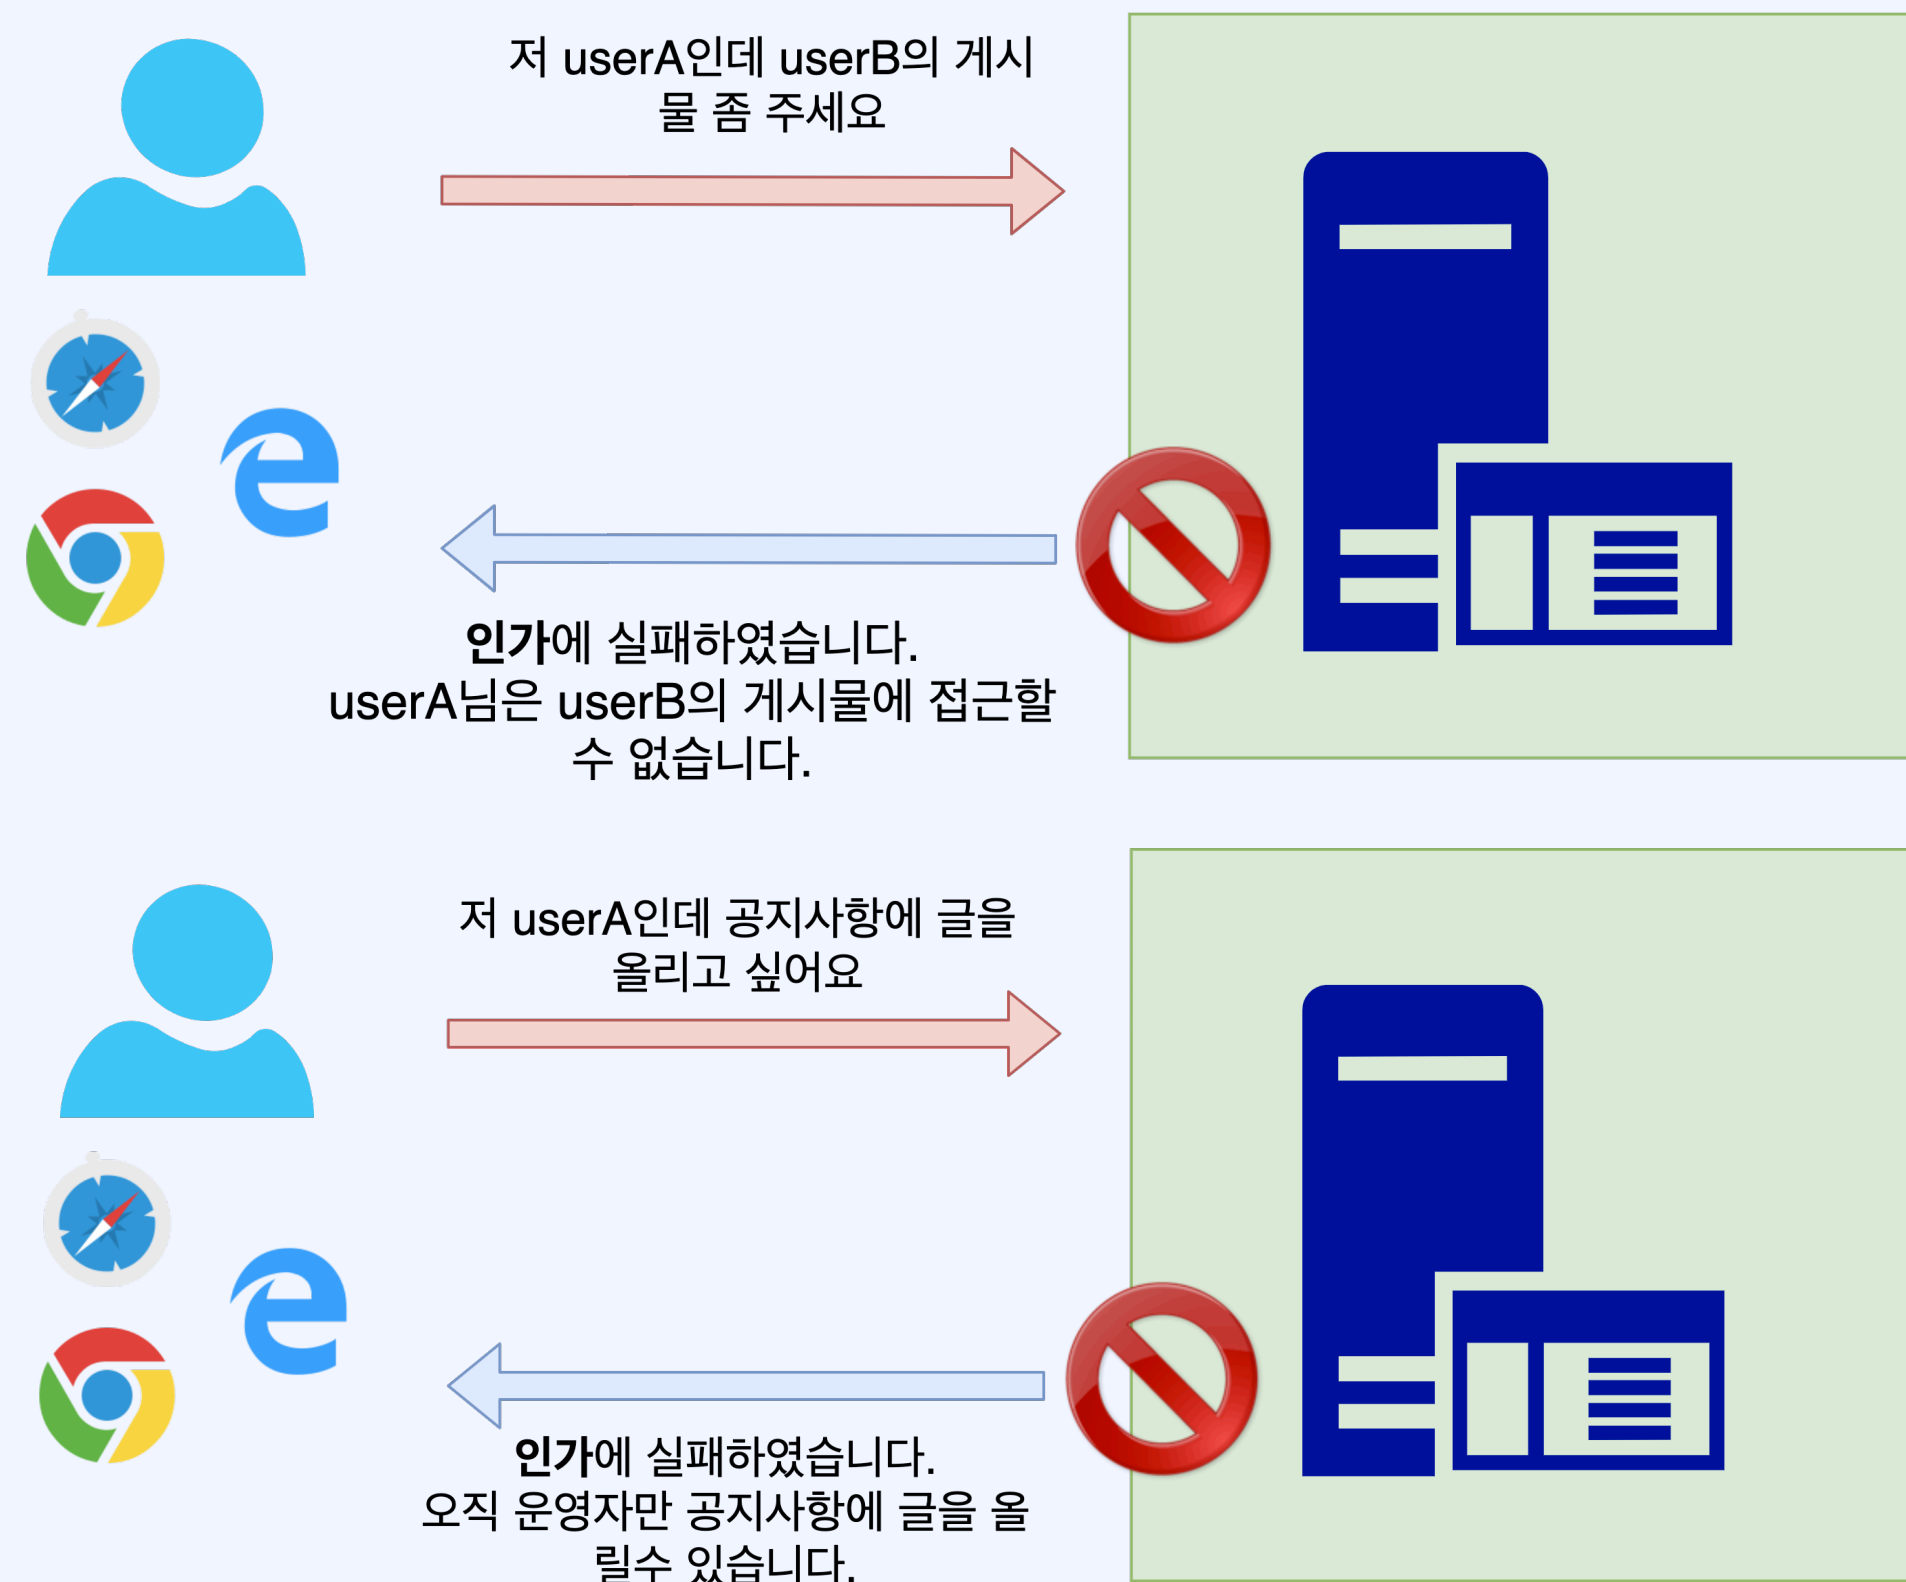 저 userA인데 userB의 게시
물 좀 주세요
인가에 실패하였습니다.
userA님은 userB의 게시물에 접근할
수 없습니다.
저 userA인데 공지사항에 글을
올리고 싶어요
인가에 실패하였습니다.
오직 운영자만 공지사항에 글을 올
릴수 있습니다.